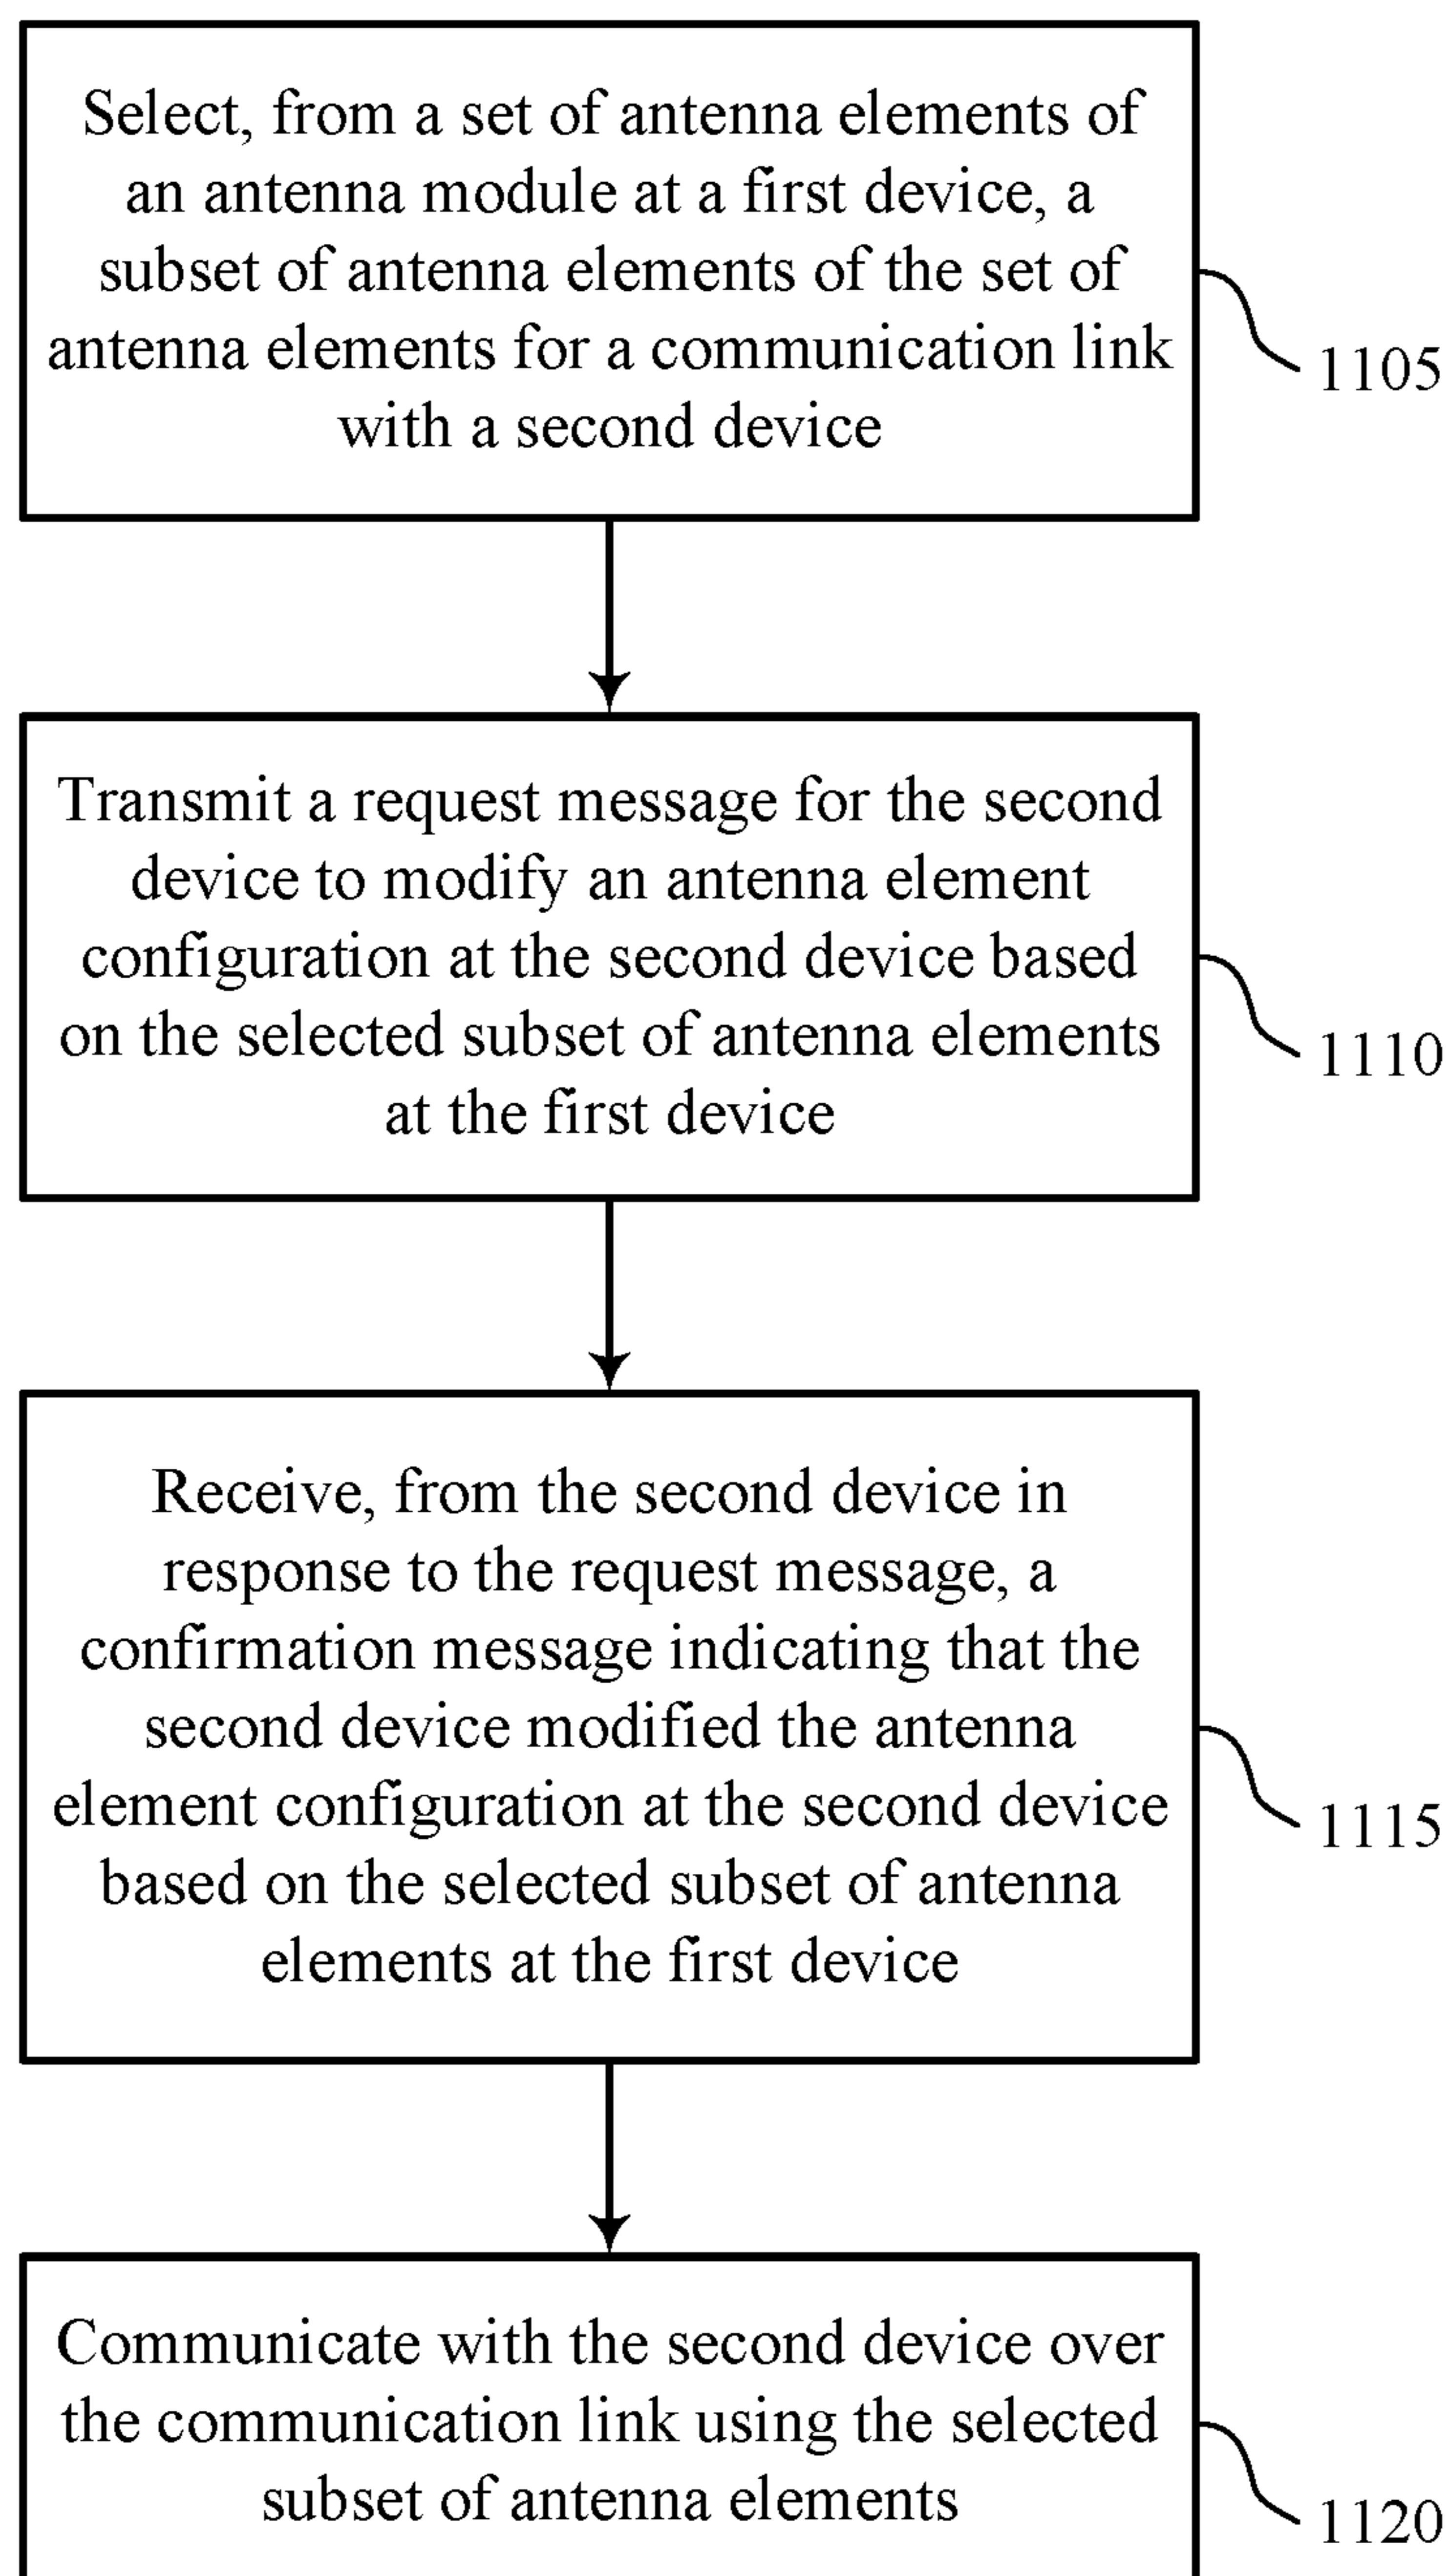 Select, from a set of antenna elements of
an antenna module at a first device, a
subset of antenna elements of the set of
antenna elements for a communication link
with a second device
1105
Transmit a request message for the second
device to modify an antenna element
configuration at the second device based
on the selected subset of antenna elements
at the first device
1110
Receive, from the second device in
response to the request message, a
confirmation message indicating that the
second device modified the antenna
element configuration at the second device
based on the selected subset of antenna
elements at the first device
1115
Communicate with the second device over
the communication link using the selected
subset of antenna elements
1120